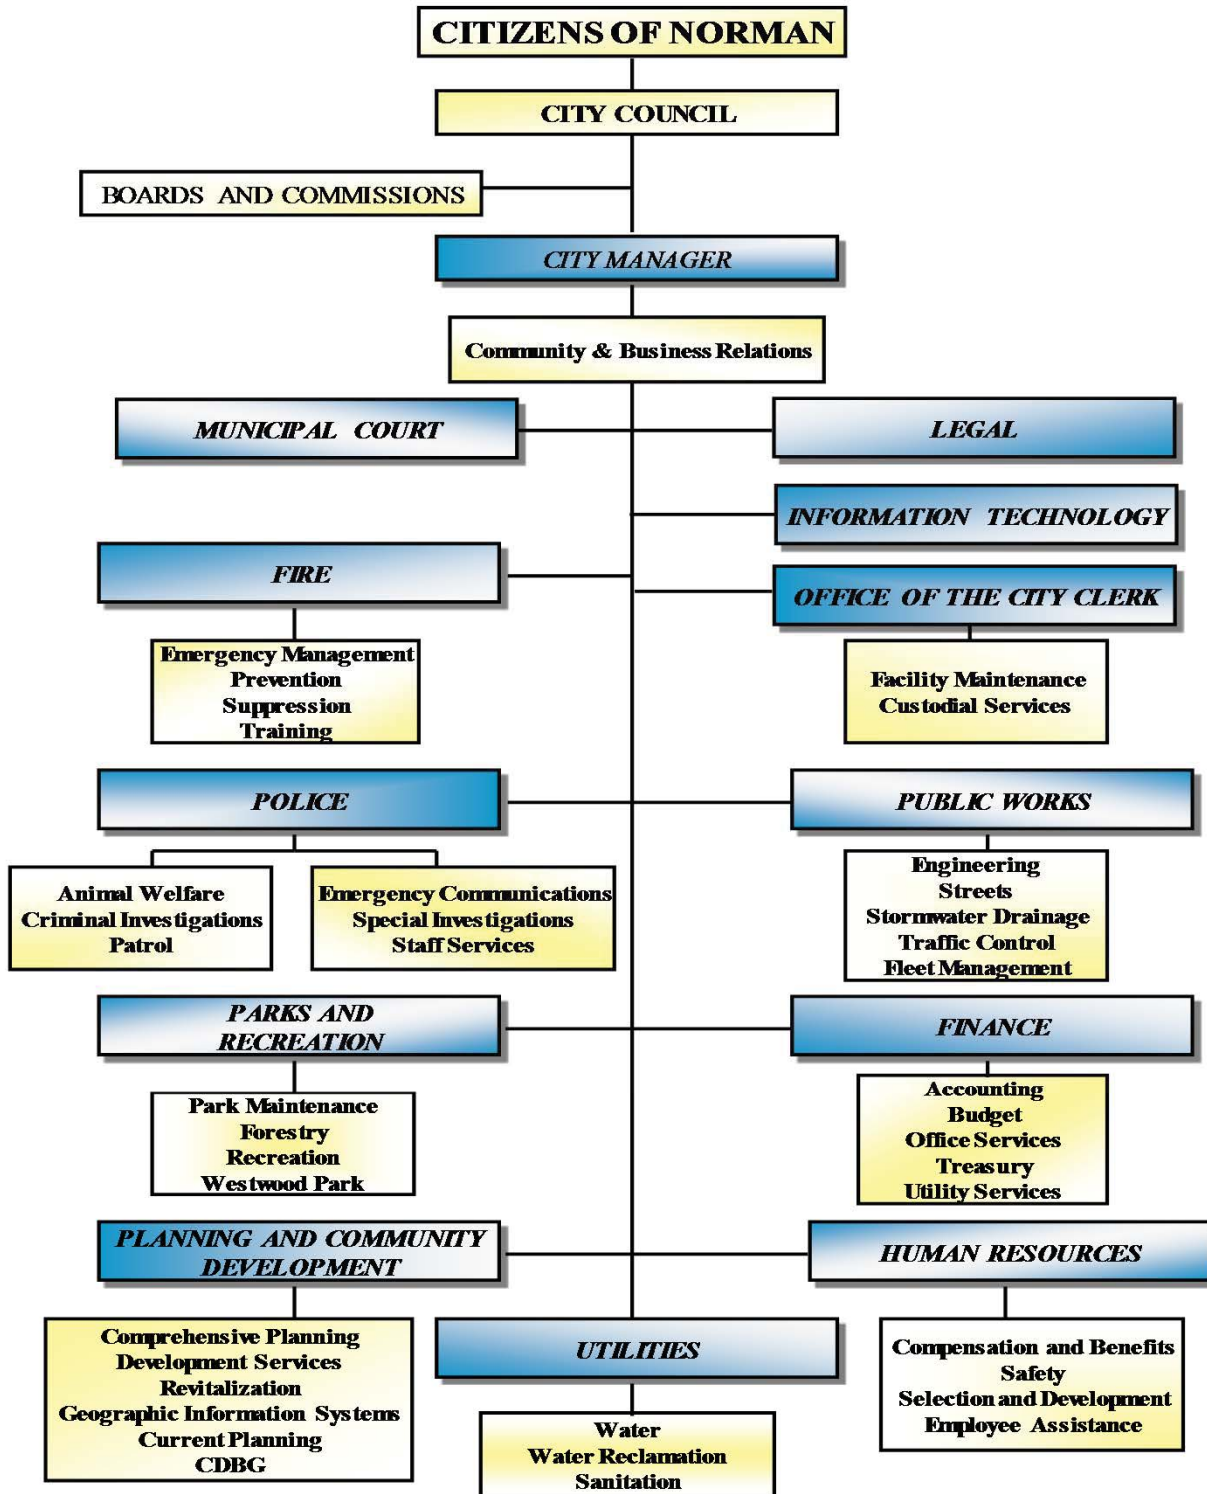 CITIZENS OF NORMAN
CITY COUNCIL
BOARDS AND COMMISSIONS
CITY MANAGER
Community & Business Relations
MUNICIPAL COURT
LEGAL
INFORMATION TECHNOLOGY
FIRE
OFFICE OF THE CITY CLERK
Emergency Management
Prevention
Suppression
Training
Facility Maintenance
Custodial Services
POLICE
PUBLIC WORKS
Animal Welfare
Criminal Investigations
Patrol
Emergency Communications
Special Investigations
Staff Services
Engineering
Streets
Stormwater Drainage
Traffic Control
Fleet Management
PARKS AND
RECREATION
FINANCE
Park Maintenance
Forestry
Recreation
Westwood Park
Accounting
Budget
Office Services
Treasury
Utility Services
PLANNING AND COMMUNITY
DEVELOPMENT
HUMAN RESOURCES
Comprehensive Planning
Development Services
Revitalization
Geographic Information Systems
Current Planning
CDBG
UTILITIES
Water
Water Reclamation
Sanitation
Compensation and Benefits
Safety
Selection and Development
Employee Assistance